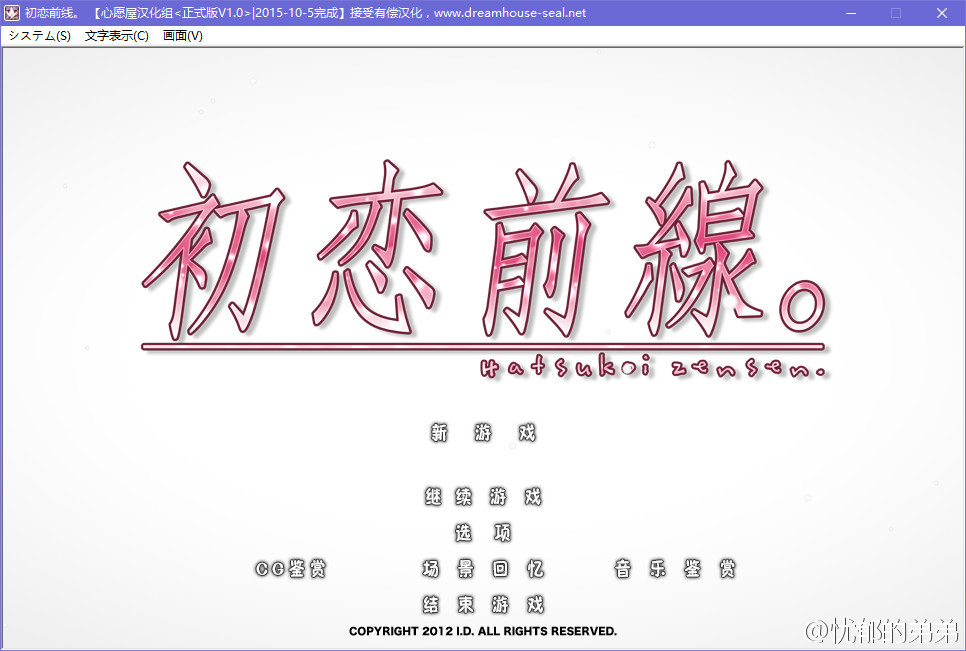 初恋前线。 【心愿屋汉化组<正式版V1.0>|2015-10-5完成】接受有偿汉化，www.dreamhouse-seal.net
システム(S) 文字表示(C) 画面(V)
初恋前線。
Hatsukoi zensen.
新游戏
继续游戏
选项
CG鉴赏 场景回忆 音乐鉴赏
结束游戏
COPYRIGHT 2012 I.D. ALL RIGHTS RESERVED.
@忧郁的弟弟